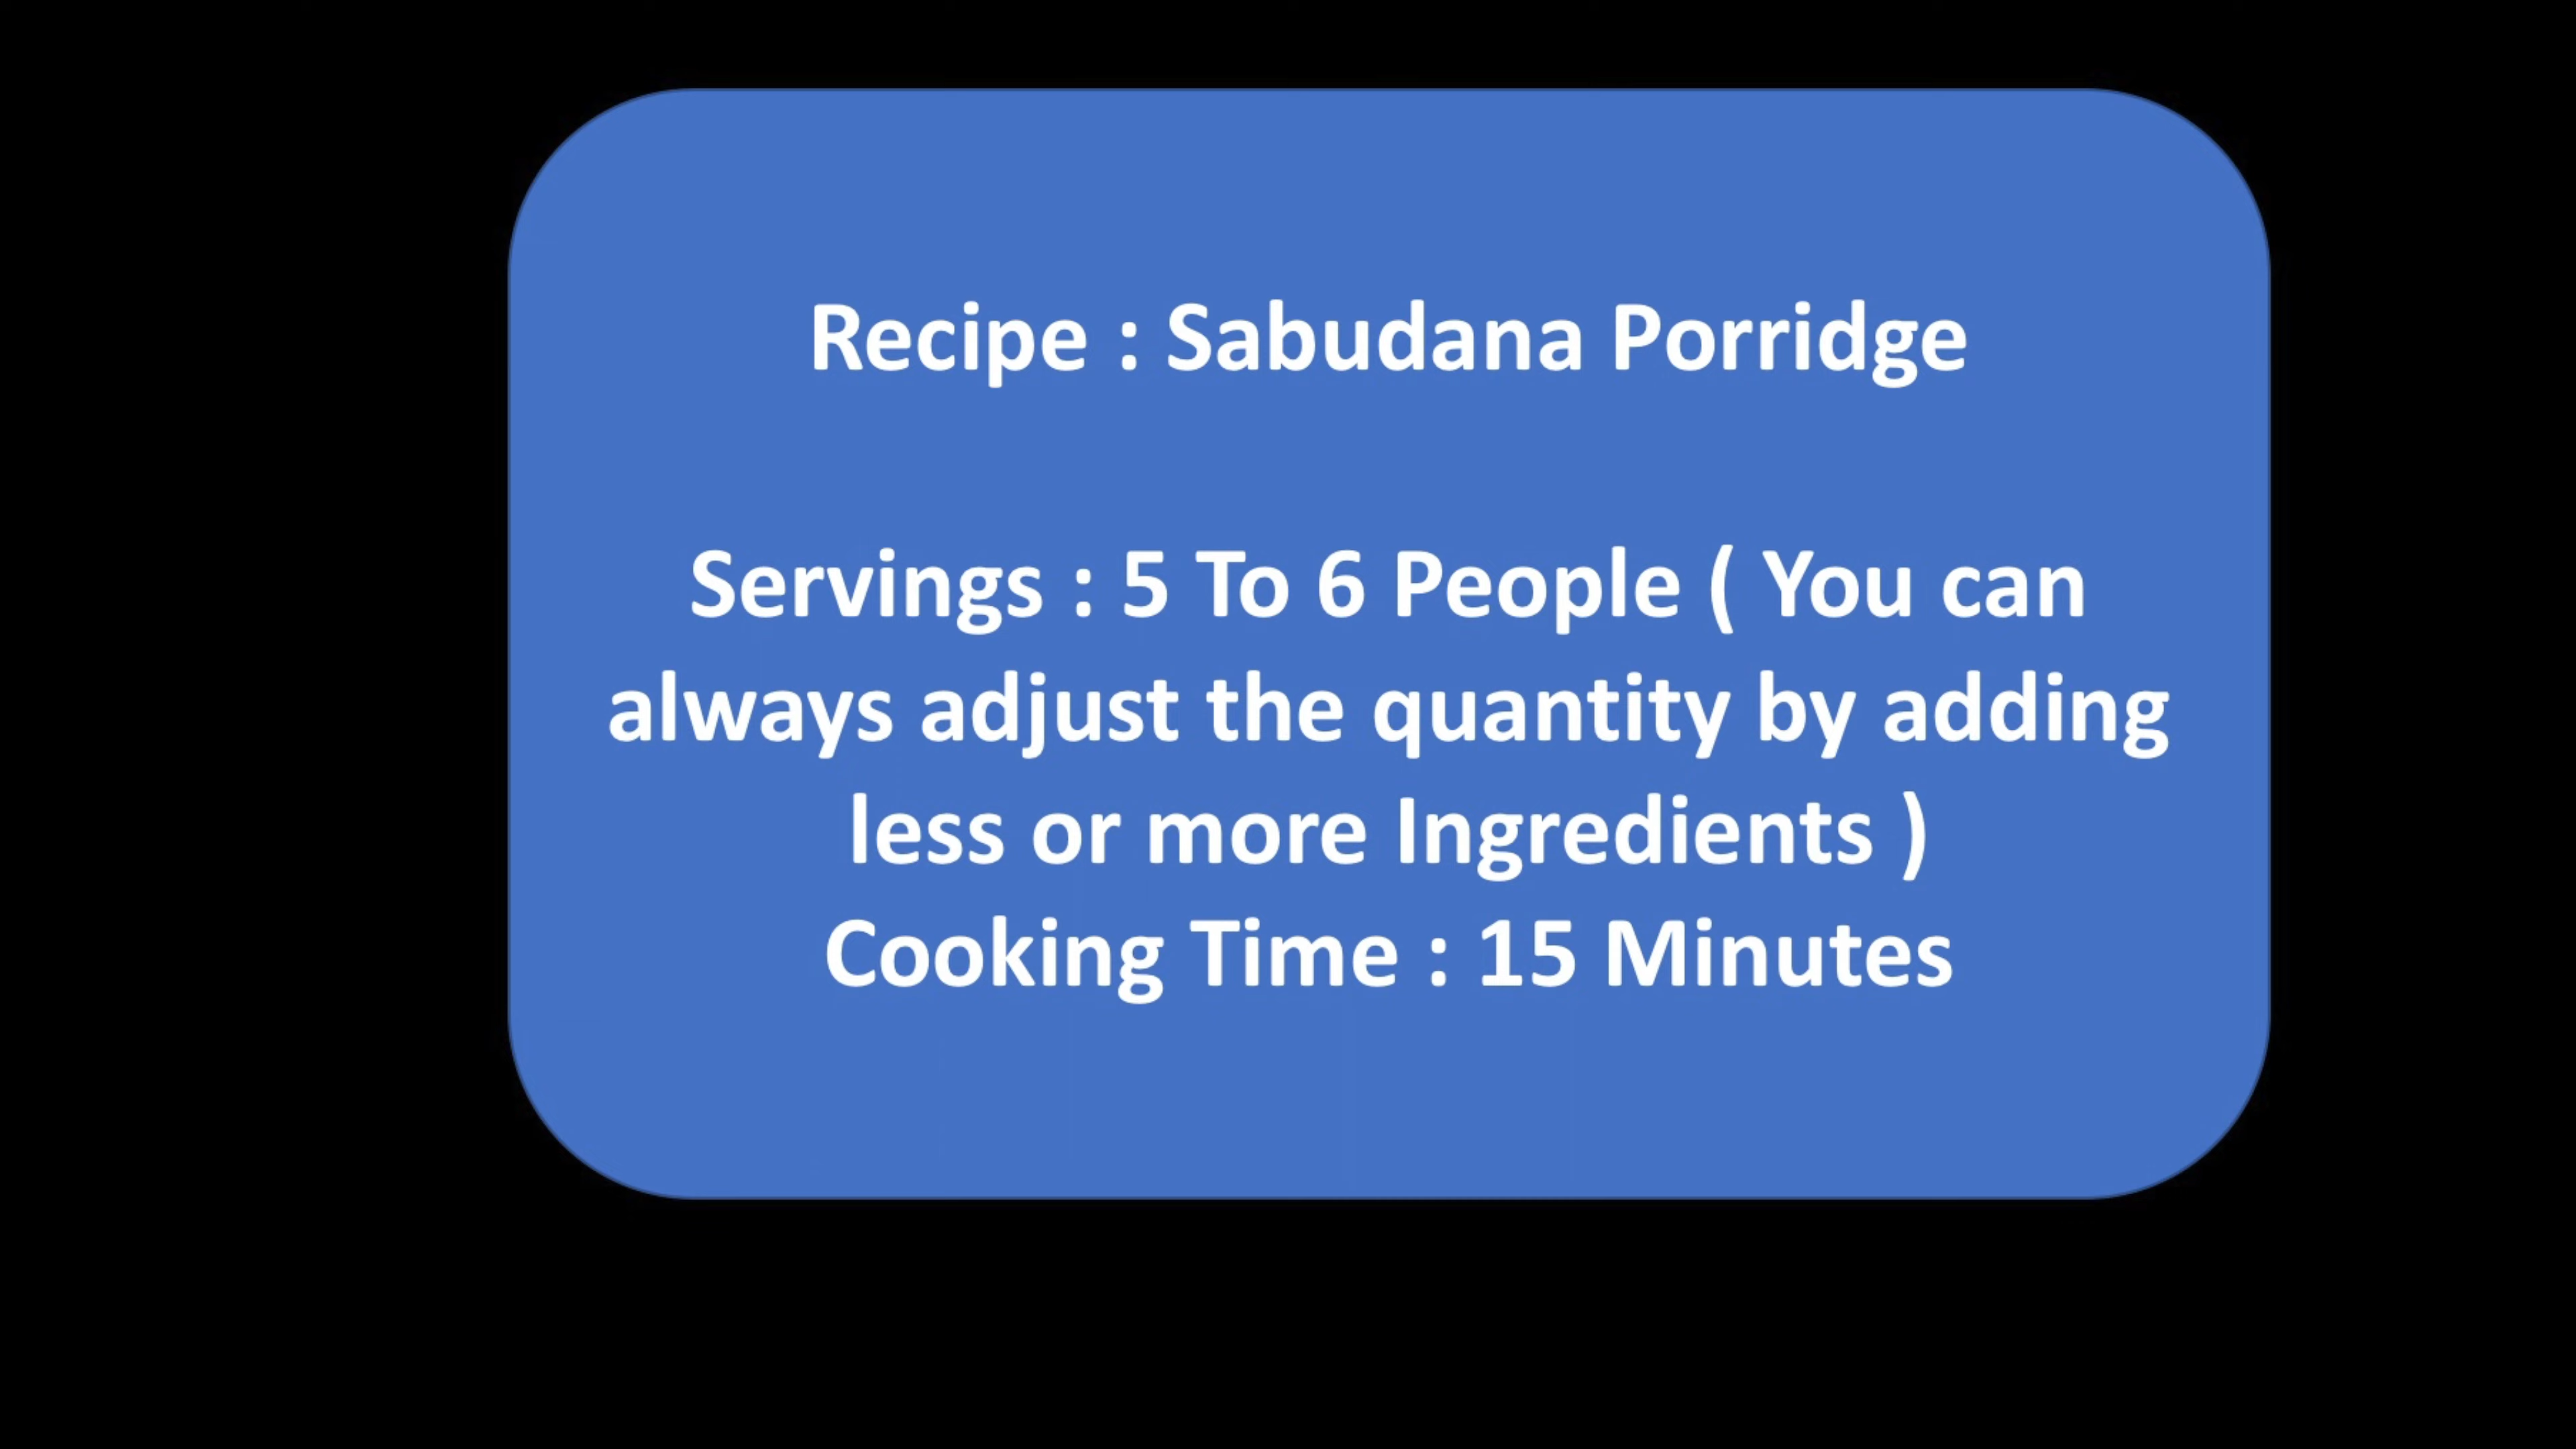 Recipe : Sabudana Porridge
Servings : 5 To 6 People ( You can
always adjust the quantity by adding
less or more Ingredients )
Cooking Time : 15 Minutes